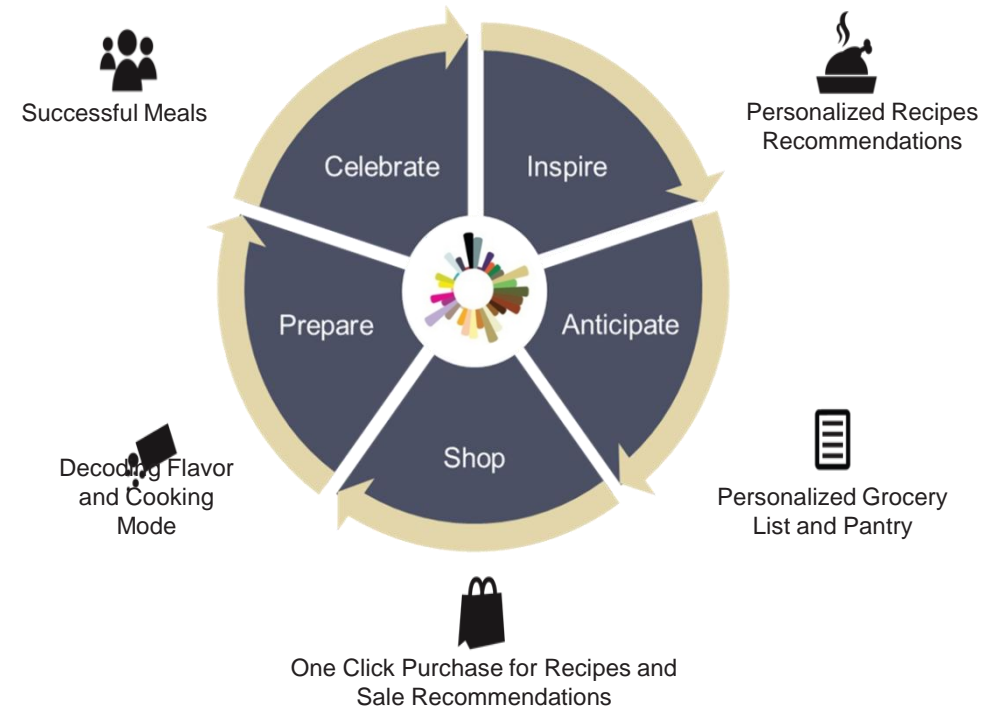 Successful Meals
Personalized Recipes
Recommendations
Celebrate
Inspire
Prepare
Anticipate
Shop
Decoding Flavor
and Cooking
Mode
Personalized Grocery
List and Pantry
One Click Purchase for Recipes and
Sale Recommendations